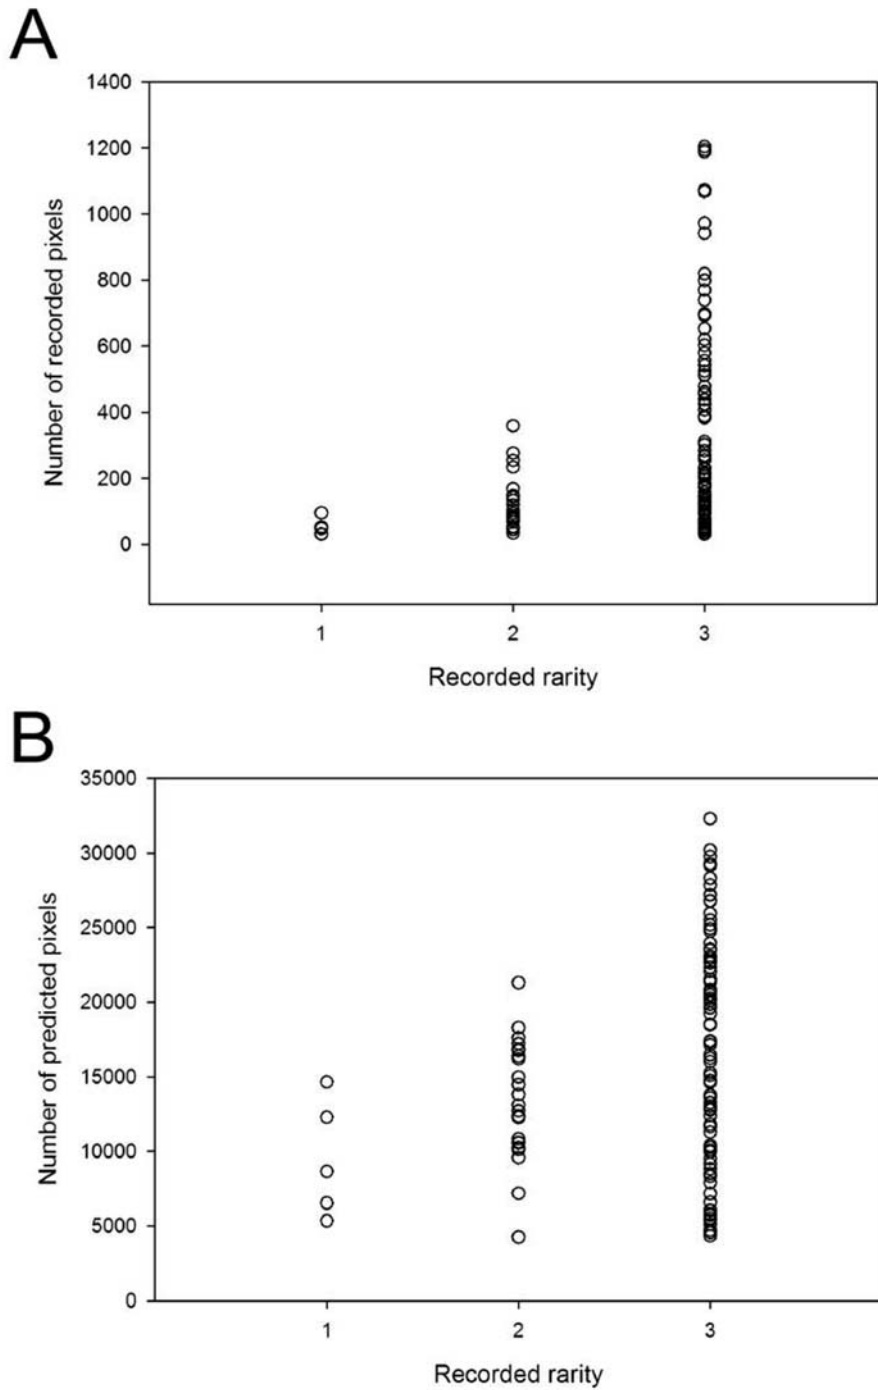 A
1400
1200
1000
800
600
400
200
0
Number of recorded pixels
1 2 3
Recorded rarity
B
35000
30000
25000
20000
15000
10000
5000
0
Number of predicted pixels
1 2 3
Recorded rarity